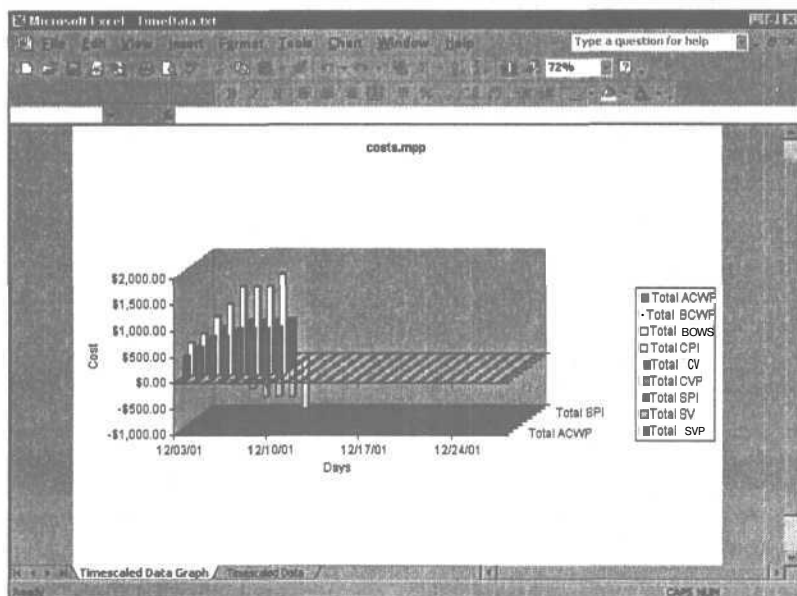 Microsoft Excel - TimeData.txt
File Edit View Insert Format Tools Chart Window Help
Type a question for help
72%
costs.mpp
$2,000.00
$1,500.00
$1,000.00
$500.00
$0.00
-$500.00
-$1,000.00
Cost
12/03/01 12/10/01 12/17/01 12/24/01
Days
Total SPI
Total ACWP
Total ACWP
Total BCWP
Total BOWS
Total CPI
Total CV
Total CVP
Total SPI
Total SV
Total SVP
Timescaled Data Graph Timescaled Data
Ready
CAPS NUM